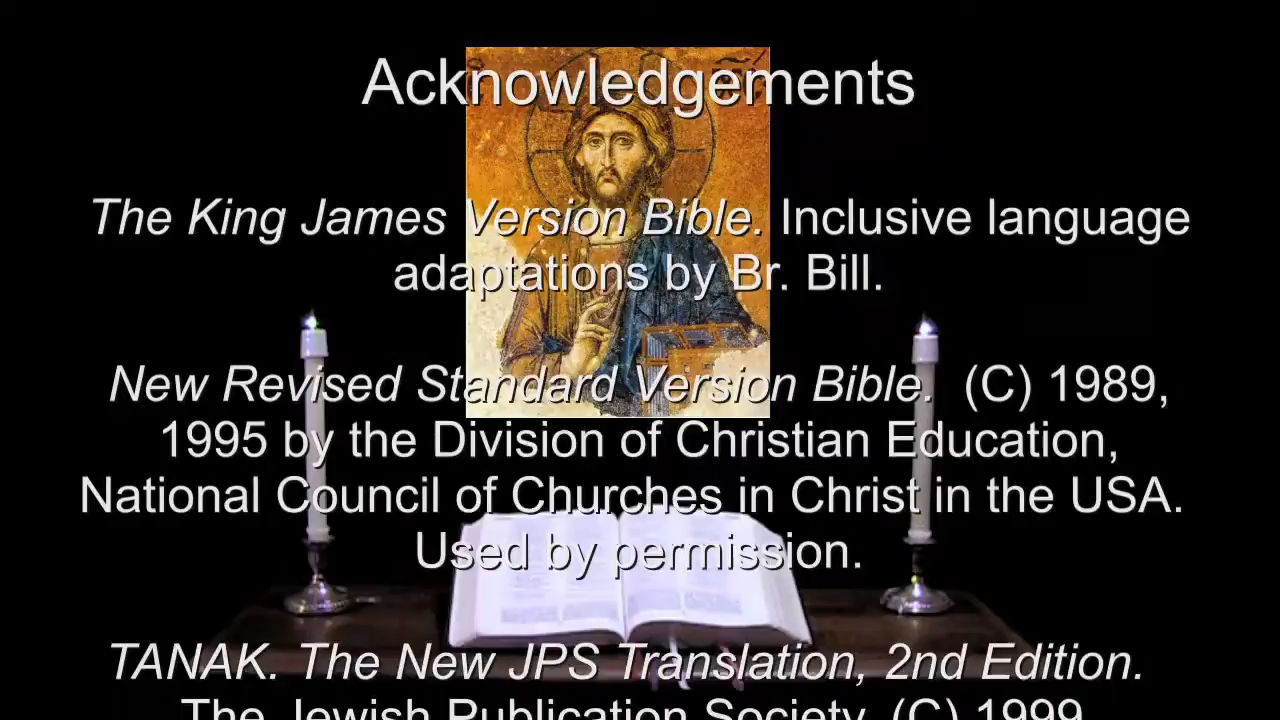 Acknowledgements
The King James Version Bible. Inclusive language
adaptations by Br. Bill.
New Revised Standard Version Bible. (C) 1989,
1995 by the Division of Christian Education,
National Council of Churches in Christ in the USA.
Used by permission.
TANAK. The New JPS Translation, 2nd Edition.
The Jewish Publication Society, (C) 1999